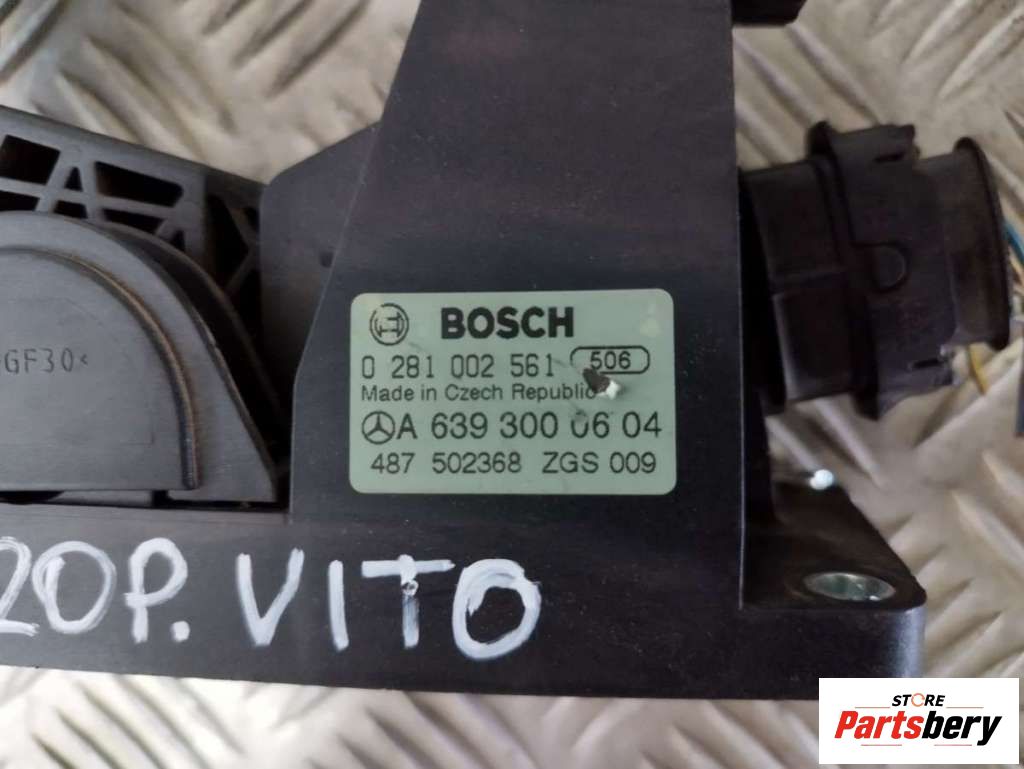 GF30<
BOSCH
0 281 002 561 506
Made in Czech Republic
A 639 300 06 04
487 502368 ZGS 009
20P. VITO
STORE
Partsbery